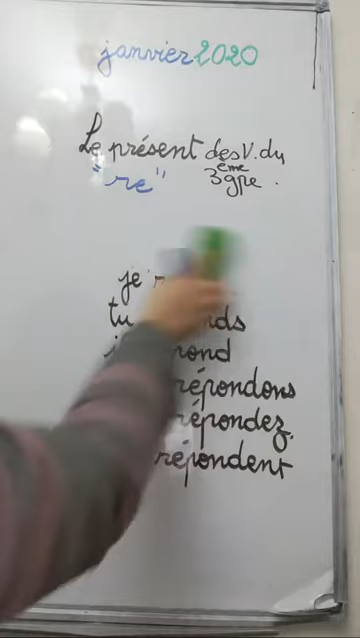 janvier 2020
Le présent des V. du
"re" 3ème gpe.
je
tu
répondons
répondez,
répondent